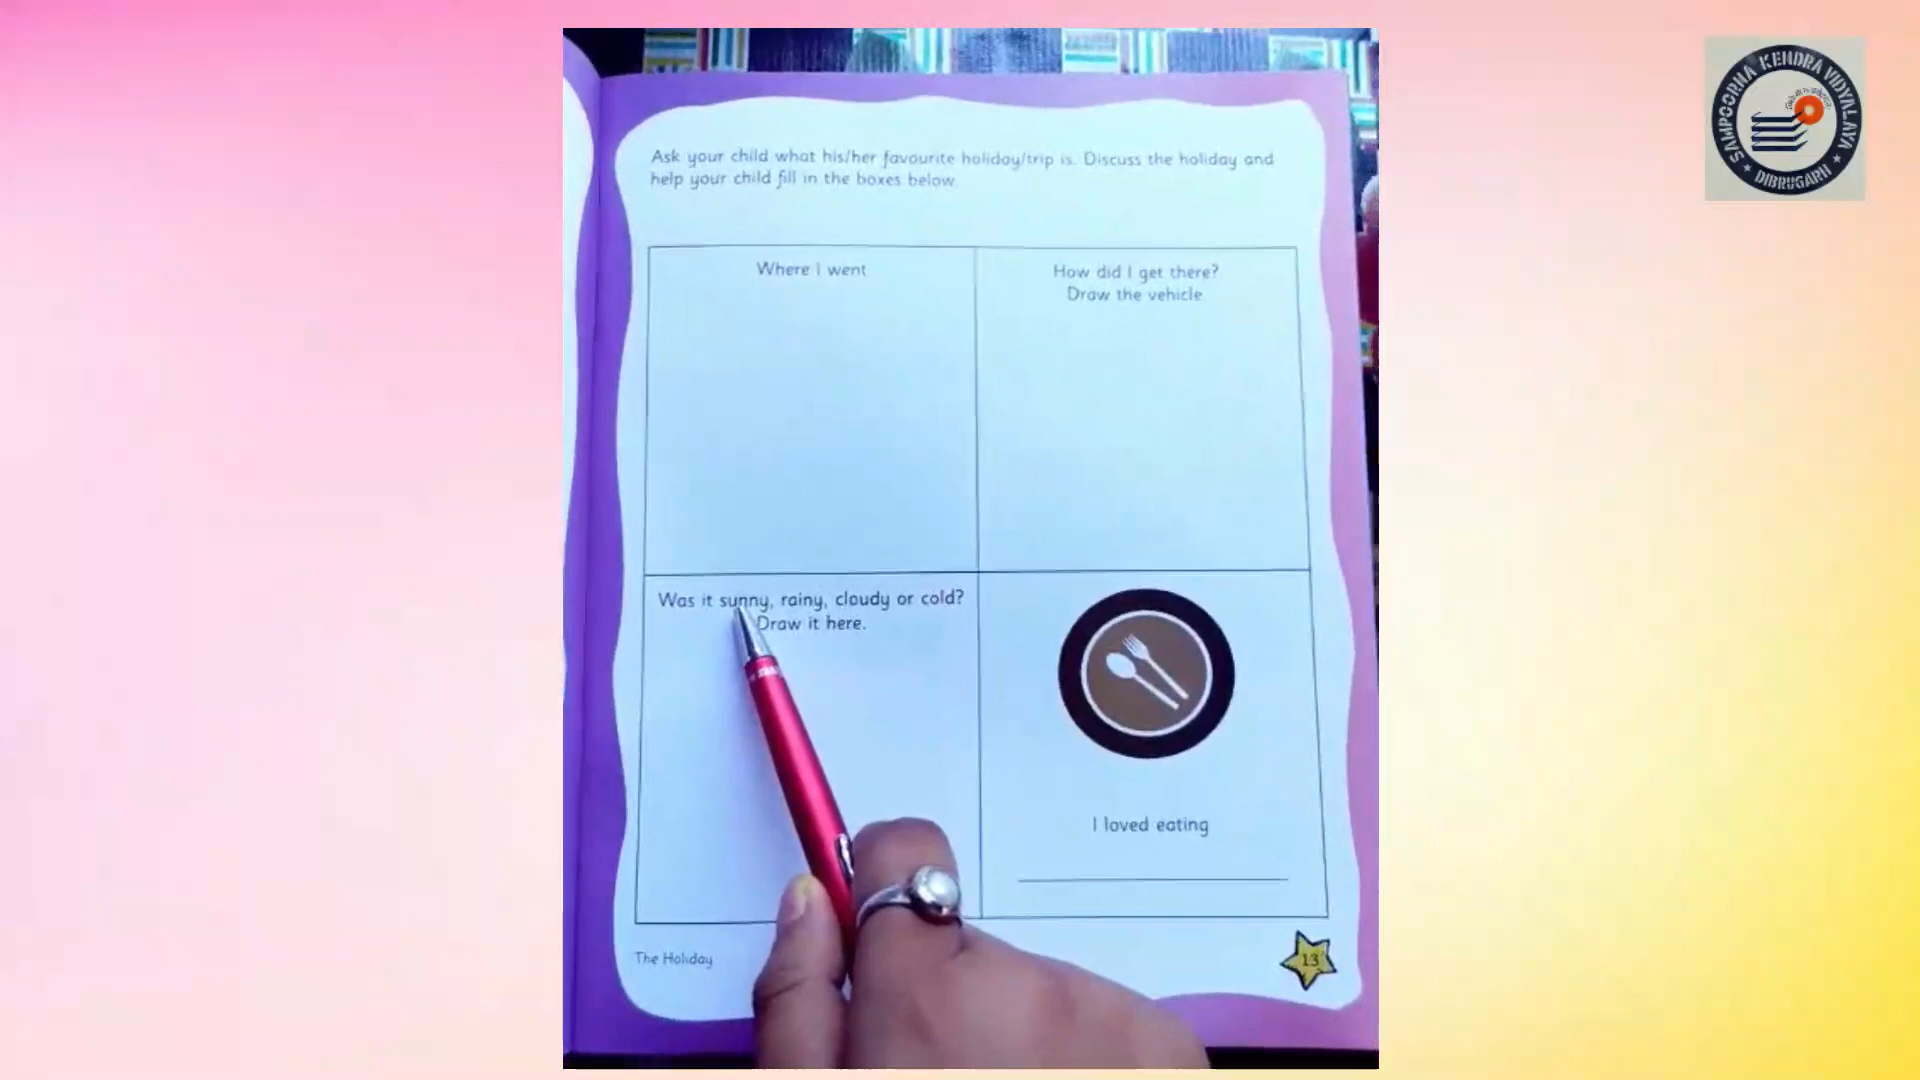 Ask your child what his/her favourite holiday/trip is. Discuss the holiday and
help your child fill in the boxes below.
Where I went
How did I get there?
Draw the vehicle
Was it sunny, rainy, cloudy or cold?
Draw it here.
I loved eating
The Holiday
13
SAMPOORNA KENDRA VIDYALAYA
DIBRUGARH